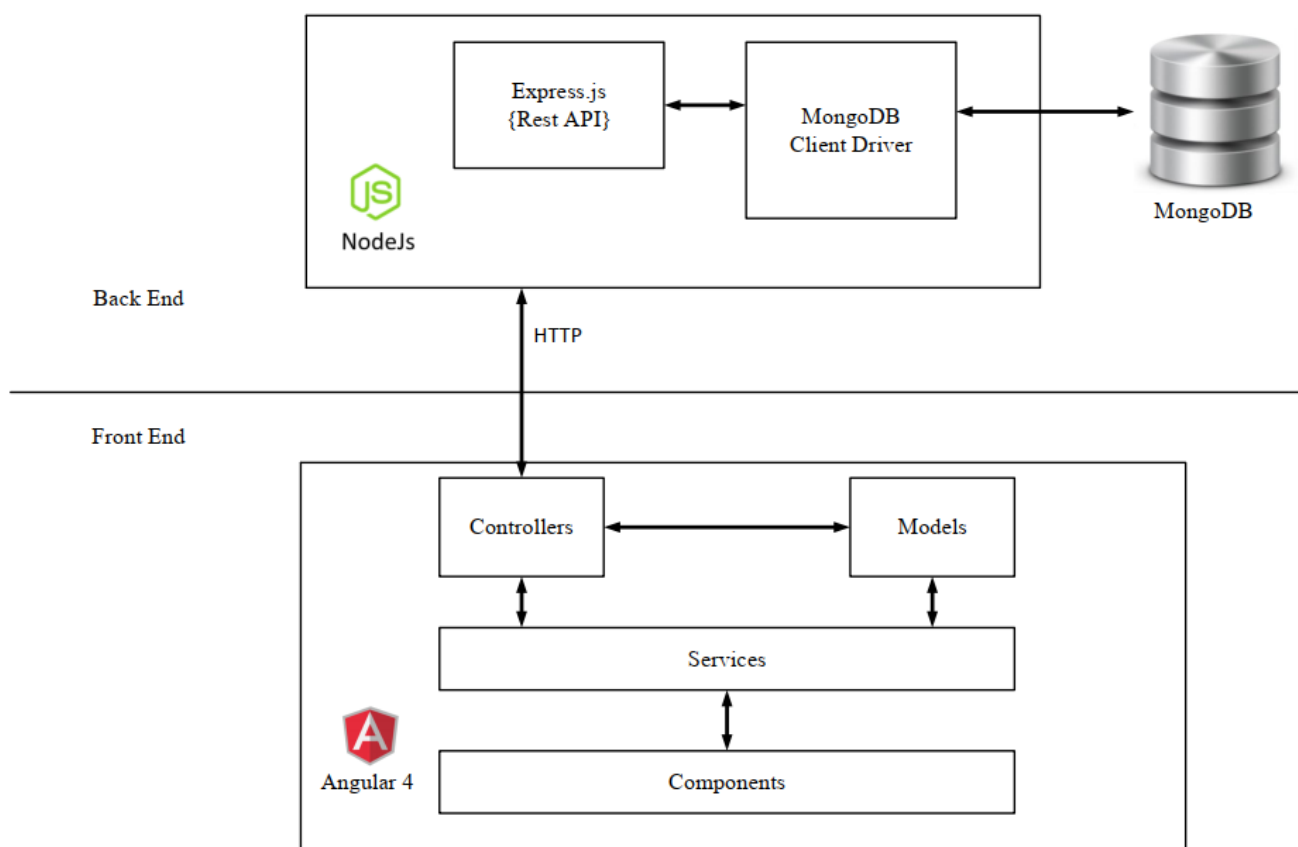 Express.js
{Rest API}
MongoDB
Client Driver
JS
NodeJs
MongoDB
Back End
HTTP
Front End
Controllers
Models
Services
A
Angular 4
Components